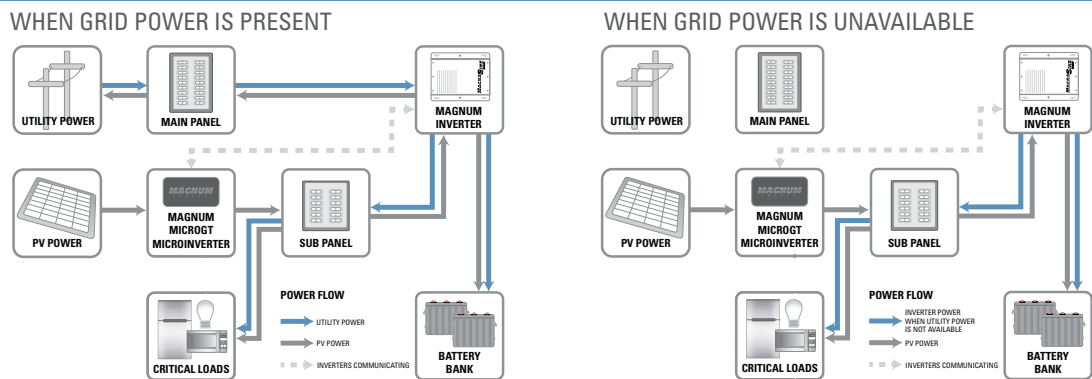 WHEN GRID POWER IS PRESENT
UTILITY POWER
MAIN PANEL
MAGNUM
INVERTER
PV POWER
MAGNUM
MAGNUM
MICROGT
MICROINVERTER
SUB PANEL
CRITICAL LOADS
POWER FLOW
UTILITY POWER
PV POWER
INVERTERS COMMUNICATING
BATTERY
BANK
WHEN GRID POWER IS UNAVAILABLE
UTILITY POWER
MAIN PANEL
MAGNUM
INVERTER
PV POWER
MAGNUM
MAGNUM
MICROGT
MICROINVERTER
SUB PANEL
CRITICAL LOADS
POWER FLOW
INVERTER POWER
WHEN UTILITY POWER
IS NOT AVAILABLE
PV POWER
INVERTERS COMMUNICATING
BATTERY
BANK